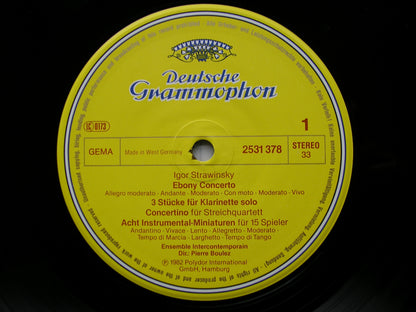 Deutsche
Grammophon
LC 0173
1
GEMA
Made in West Germany
2531 378
STEREO
33
Igor Strawinsky
Ebony Concerto
Allegro moderato · Andante · Moderato · Con moto · Moderato · Vivo
3 Stücke für Klarinette solo
Concertino für Streichquartett
Acht Instrumental-Miniaturen für 15 Spieler
Andantino · Vivace · Lento · Allegretto · Moderato
Tempo di Marcia · Larghetto · Tempo di Tango
Ensemble Intercontemporain
Dir.: Pierre Boulez
℗ 1982 Polydor International
GmbH, Hamburg